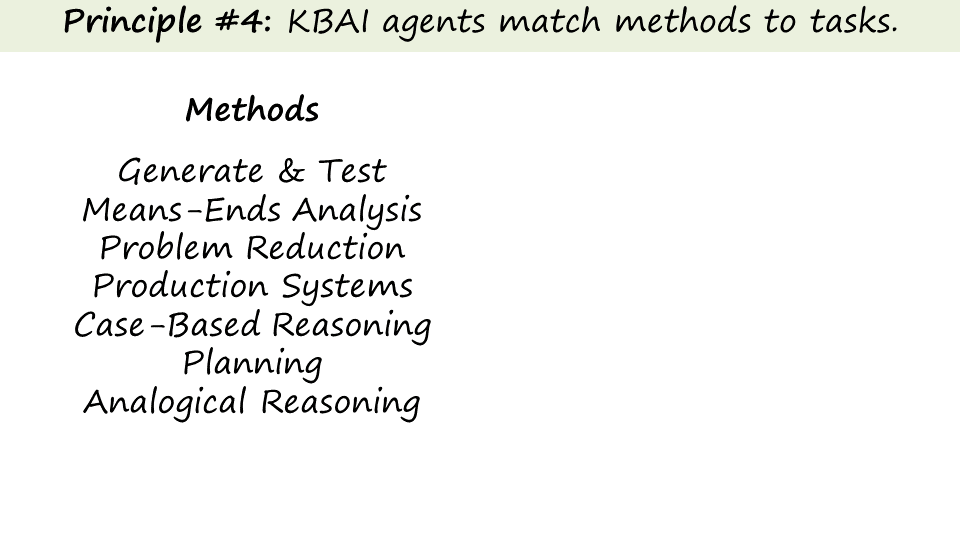 Principle #4: KBAI agents match methods to tasks.
Methods
Generate & Test
Means-Ends Analysis
Problem Reduction
Production Systems
Case-Based Reasoning
Planning
Analogical Reasoning